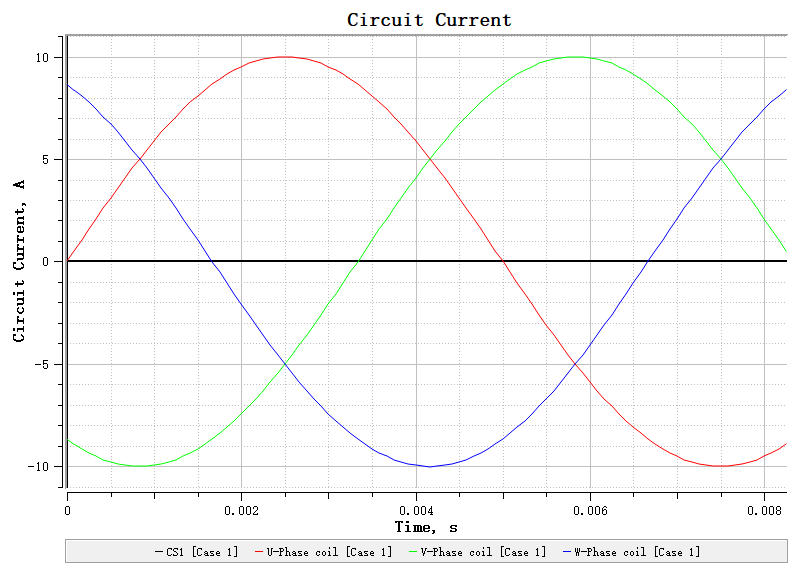 Circuit Current
Circuit Current, A
10
5
0
-5
-10
0 0.002 0.004 0.006 0.008
Time, s
CS1 [Case 1] U-Phase coil [Case 1] V-Phase coil [Case 1] W-Phase coil [Case 1]